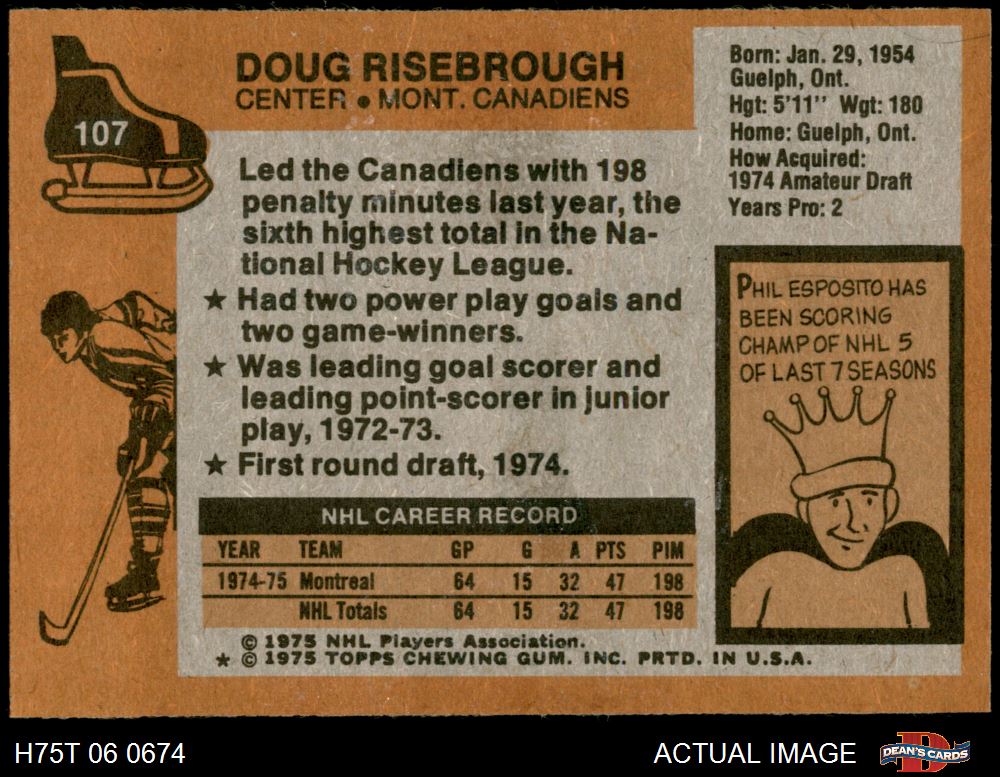 107
DOUG RISEBROUGH
CENTER ● MONT. CANADIENS
Born: Jan. 29, 1954
Guelph, Ont.
Hgt: 5'11" Wgt: 180
Home: Guelph, Ont.
How Acquired:
1974 Amateur Draft
Years Pro: 2
Led the Canadiens with 198
penalty minutes last year, the
sixth highest total in the Na-
tional Hockey League.
★ Had two power play goals and
two game-winners.
★ Was leading goal scorer and
leading point-scorer in junior
play, 1972-73.
★ First round draft, 1974.
PHIL ESPOSITO HAS
BEEN SCORING
CHAMP OF NHL 5
OF LAST 7 SEASONS
NHL CAREER RECORD
YEAR TEAM GP G A PTS PIM
1974-75 Montreal 64 15 32 47 198
NHL Totals 64 15 32 47 198
© 1975 NHL Players Association.
★ © 1975 TOPPS CHEWING GUM. INC. PRTD. IN U.S.A.
H75T 06 0674
ACTUAL IMAGE
DEAN'S CARDS